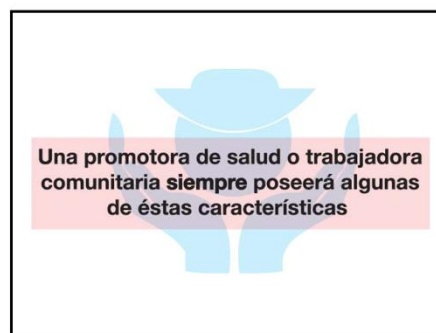 Una promotora de salud o trabajadora
comunitaria siempre poseerá algunas
de éstas características